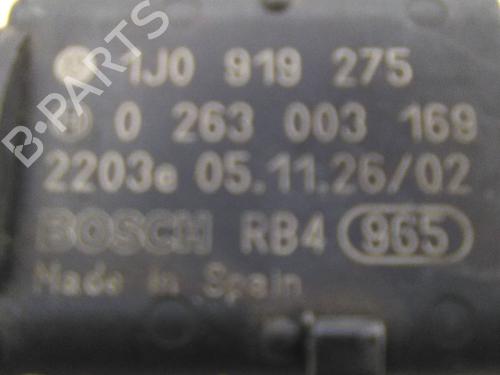 B-PARTS
1J0 919 275
0 263 003 169
2203e 05.11.26/02
BOSCH RB4 965
Made in Spain